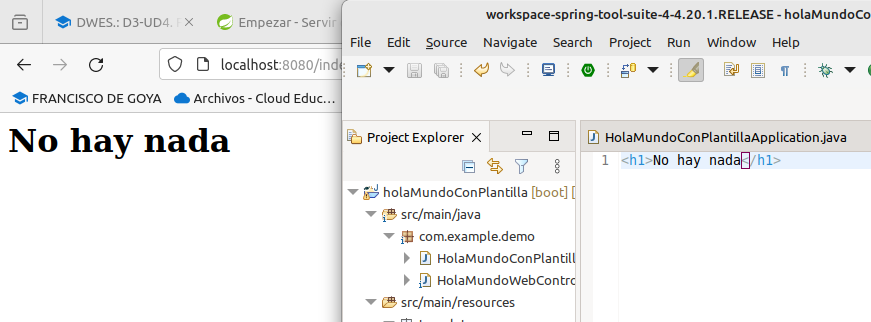 DWES.: D3-UD4.
Empezar - Servir
localhost:8080/inde
FRANCISCO DE GOYA
Archivos - Cloud Educ...
No hay nada
workspace-spring-tool-suite-4-4.20.1.RELEASE - holaMundoCo
File Edit Source Navigate Search Project Run Window Help
Project Explorer
holaMundoConPlantilla [boot] [
src/main/java
com.example.demo
HolaMundoConPlantill
HolaMundoWebContro
src/main/resources
HolaMundoConPlantillaApplication.java
1 <h1>No hay nada</h1>